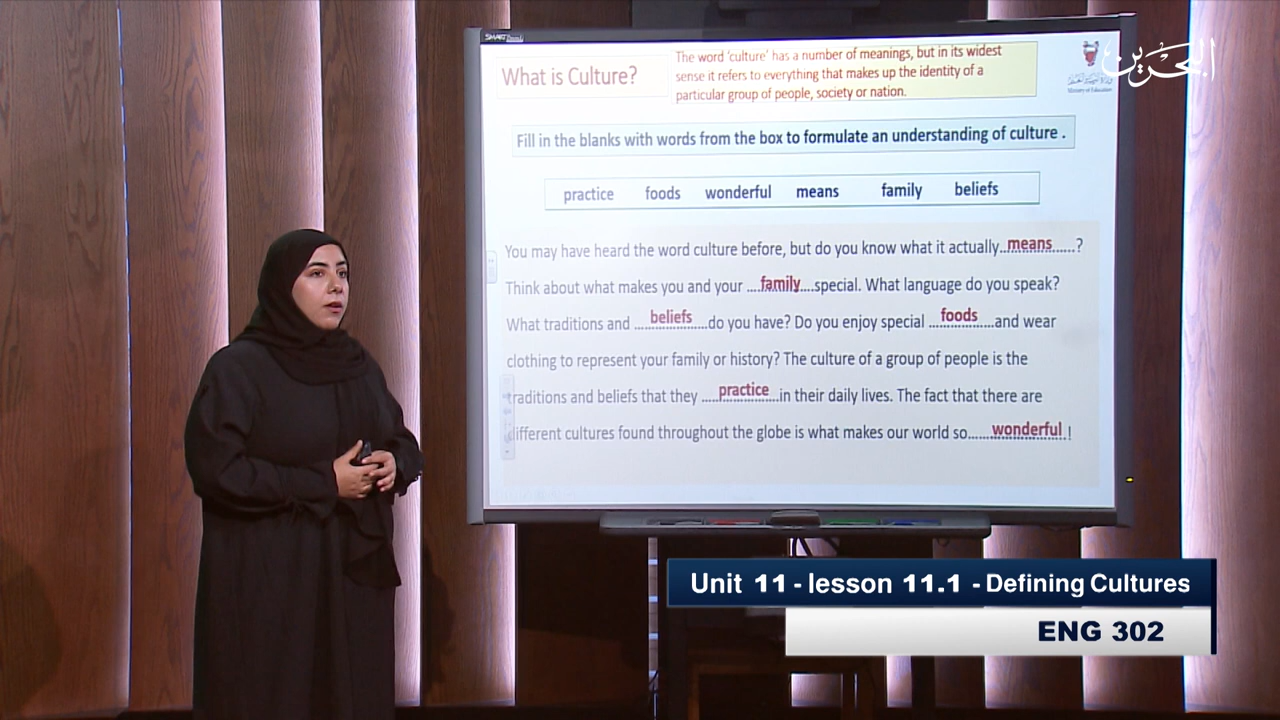 SMART
What is Culture?
The word 'culture' has a number of meanings, but in its widest
sense it refers to everything that makes up the identity of a
particular group of people, society or nation.
البحرين
Ministry of Education
Fill in the blanks with words from the box to formulate an understanding of culture .
practice foods wonderful means family beliefs
You may have heard the word culture before, but do you know what it actually..means......?
Think about what makes you and your ....family....special. What language do you speak?
What traditions and ...beliefs....do you have? Do you enjoy special ...foods....and wear
clothing to represent your family or history? The culture of a group of people is the
traditions and beliefs that they .....practice...in their daily lives. The fact that there are
different cultures found throughout the globe is what makes our world so......wonderful !
Unit 11 - lesson 11.1 - Defining Cultures
ENG 302